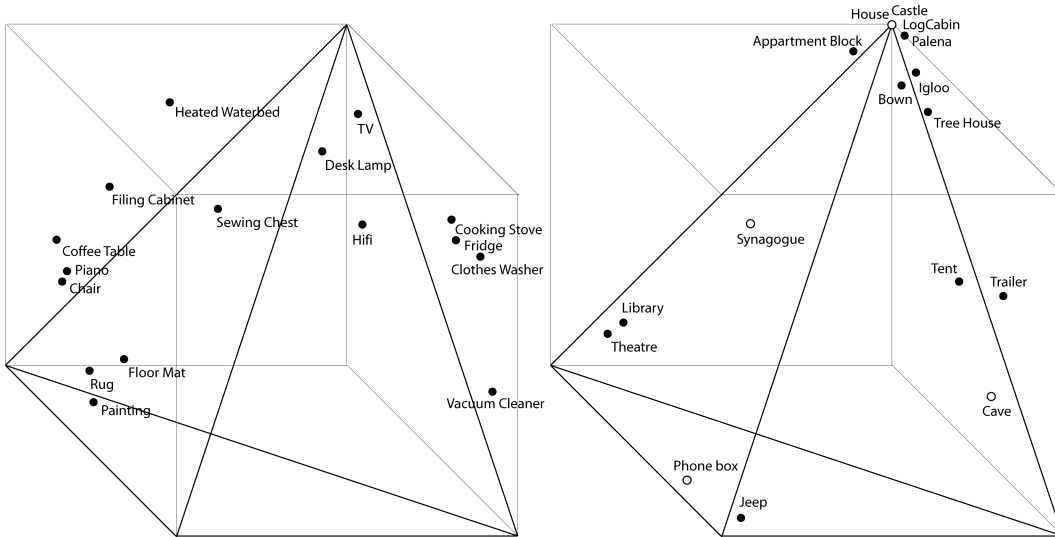 Heated Waterbed
TV
Desk Lamp
Filing Cabinet
Sewing Chest
Hifi
Cooking Stove
Coffee Table
Fridge
Piano
Clothes Washer
Chair
Floor Mat
Rug
Painting
Vacuum Cleaner
House
Castle
LogCabin
Appartment Block
Palena
Igloo
Bown
Tree House
Synagogue
Tent
Trailer
Library
Theatre
Cave
Phone box
Jeep